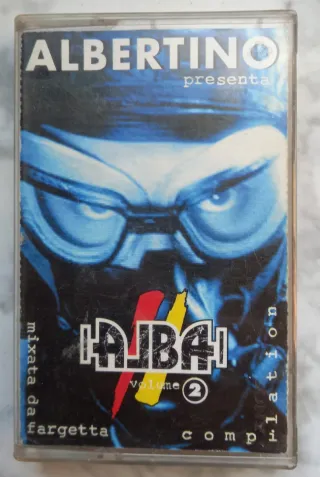 ALBERTINO
presenta
ALBA
volume 2
mixata da
fargetta
compilation